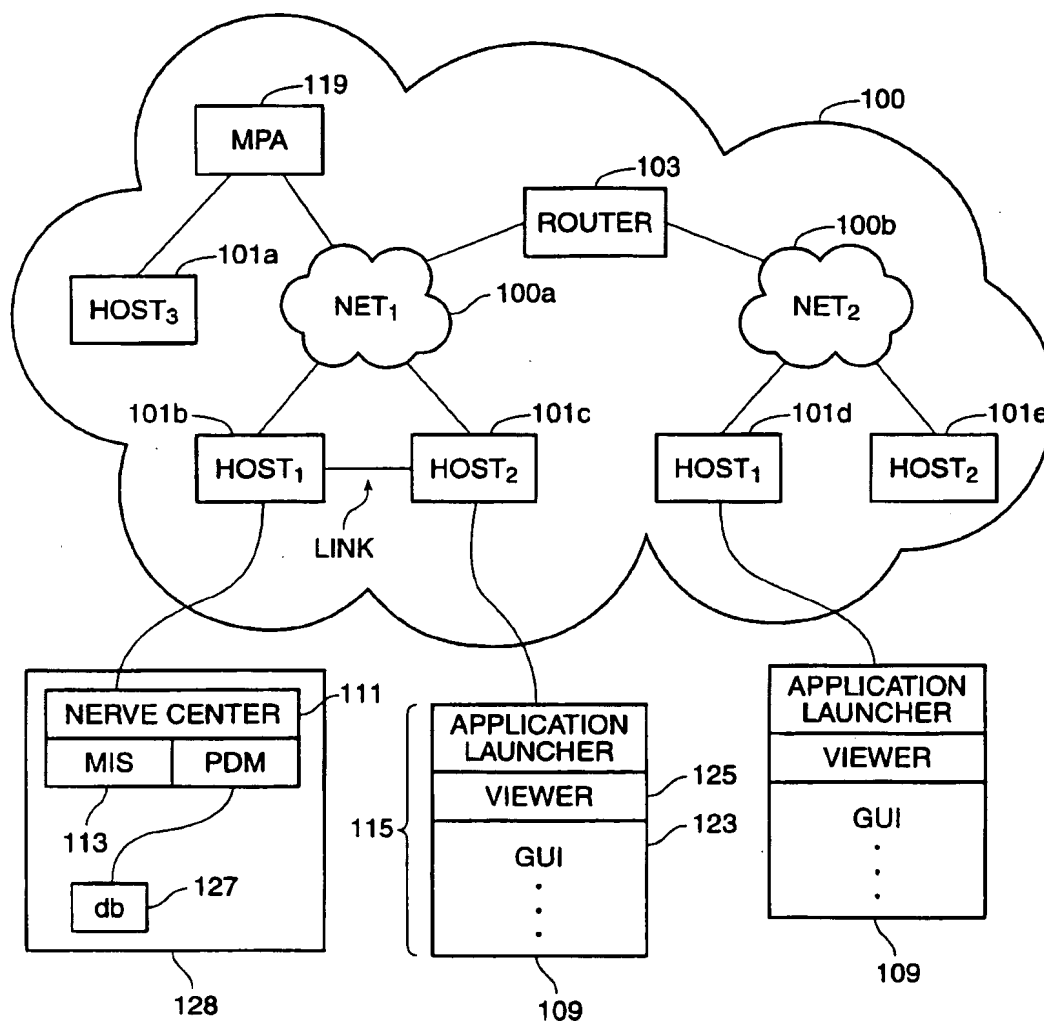 119
MPA
100
103
ROUTER
100b
101a
HOST3
NET1
100a
NET2
101b
101c
101d
101e
HOST1
HOST2
HOST1
HOST2
LINK
NERVE CENTER
111
MIS
PDM
113
db
127
128
APPLICATION
LAUNCHER
VIEWER
125
115
GUI
123
109
APPLICATION
LAUNCHER
VIEWER
GUI
109